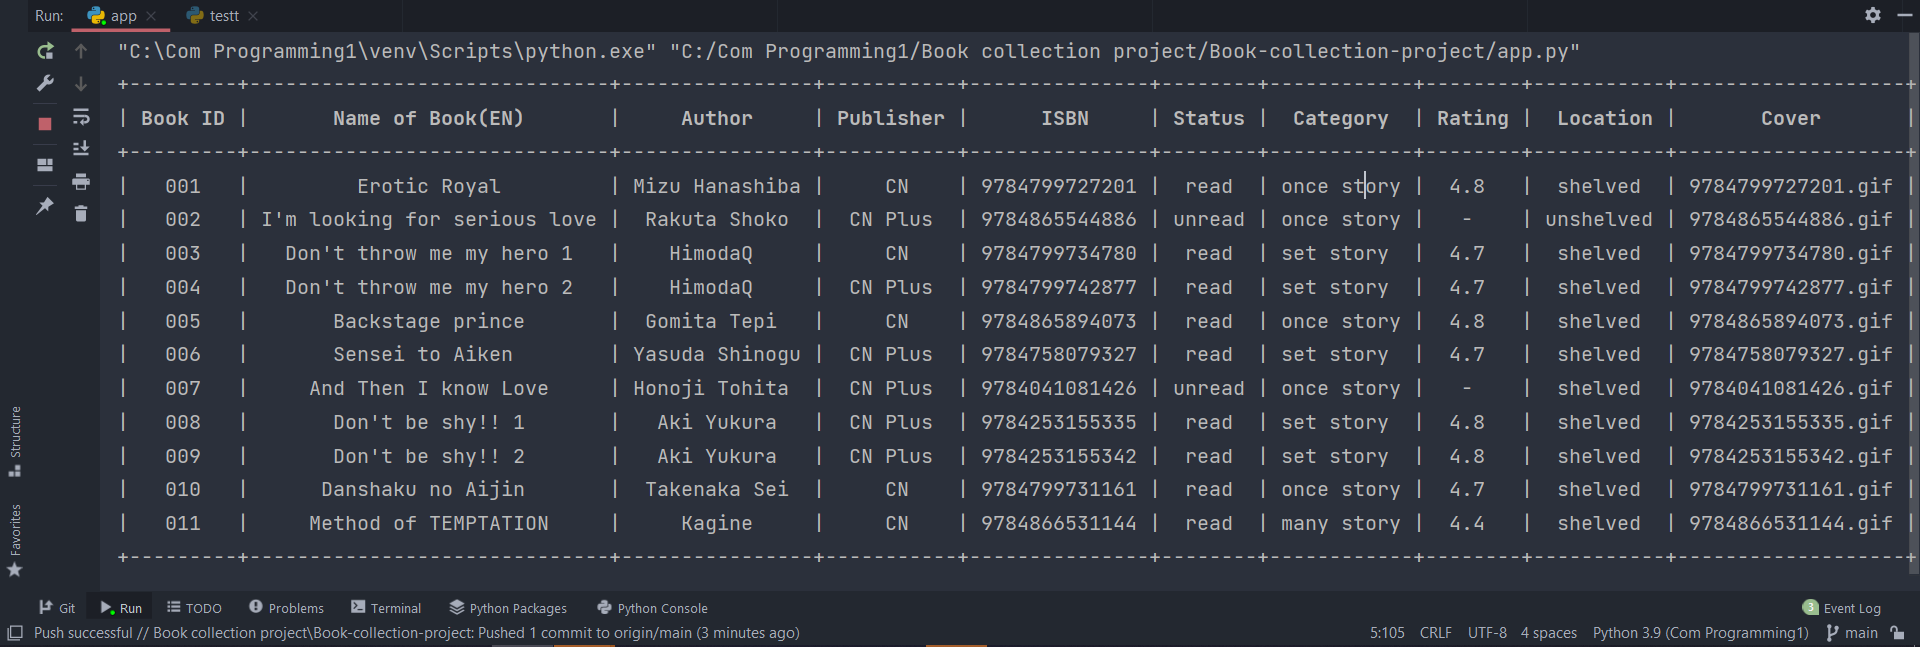 Run: app testt
"C:\Com Programming1\venv\Scripts\python.exe" "C:/Com Programming1/Book collection project/Book-collection-project/app.py"
+---------+------------------------------+----------------+-----------+---------------+--------+------------+--------+-----------+-------------------+
| Book ID | Name of Book(EN) | Author | Publisher | ISBN | Status | Category | Rating | Location | Cover |
+---------+------------------------------+----------------+-----------+---------------+--------+------------+--------+-----------+-------------------+
| 001 | Erotic Royal | Mizu Hanashiba | CN | 9784799727201 | read | once story | 4.8 | shelved | 9784799727201.gif |
| 002 | I'm looking for serious love | Rakuta Shoko | CN Plus | 9784865544886 | unread | once story | - | unshelved | 9784865544886.gif |
| 003 | Don't throw me my hero 1 | HimodaQ | CN | 9784799734780 | read | set story | 4.7 | shelved | 9784799734780.gif |
| 004 | Don't throw me my hero 2 | HimodaQ | CN Plus | 9784799742877 | read | set story | 4.7 | shelved | 9784799742877.gif |
| 005 | Backstage prince | Gomita Tepi | CN | 9784865894073 | read | once story | 4.8 | shelved | 9784865894073.gif |
| 006 | Sensei to Aiken | Yasuda Shinogu | CN Plus | 9784758079327 | read | set story | 4.7 | shelved | 9784758079327.gif |
| 007 | And Then I know Love | Honoji Tohita | CN Plus | 9784041081426 | unread | once story | - | shelved | 9784041081426.gif |
| 008 | Don't be shy!! 1 | Aki Yukura | CN Plus | 9784253155335 | read | set story | 4.8 | shelved | 9784253155335.gif |
| 009 | Don't be shy!! 2 | Aki Yukura | CN Plus | 9784253155342 | read | set story | 4.8 | shelved | 9784253155342.gif |
| 010 | Danshaku no Aijin | Takenaka Sei | CN | 9784799731161 | read | once story | 4.7 | shelved | 9784799731161.gif |
| 011 | Method of TEMPTATION | Kagine | CN | 9784866531144 | read | many story | 4.4 | shelved | 9784866531144.gif |
+---------+------------------------------+----------------+-----------+---------------+--------+------------+--------+-----------+-------------------+
Structure
Favorites
Git Run TODO Problems Terminal Python Packages Python Console 3 Event Log
Push successful // Book collection project\Book-collection-project: Pushed 1 commit to origin/main (3 minutes ago) 5:105 CRLF UTF-8 4 spaces Python 3.9 (Com Programming1) main